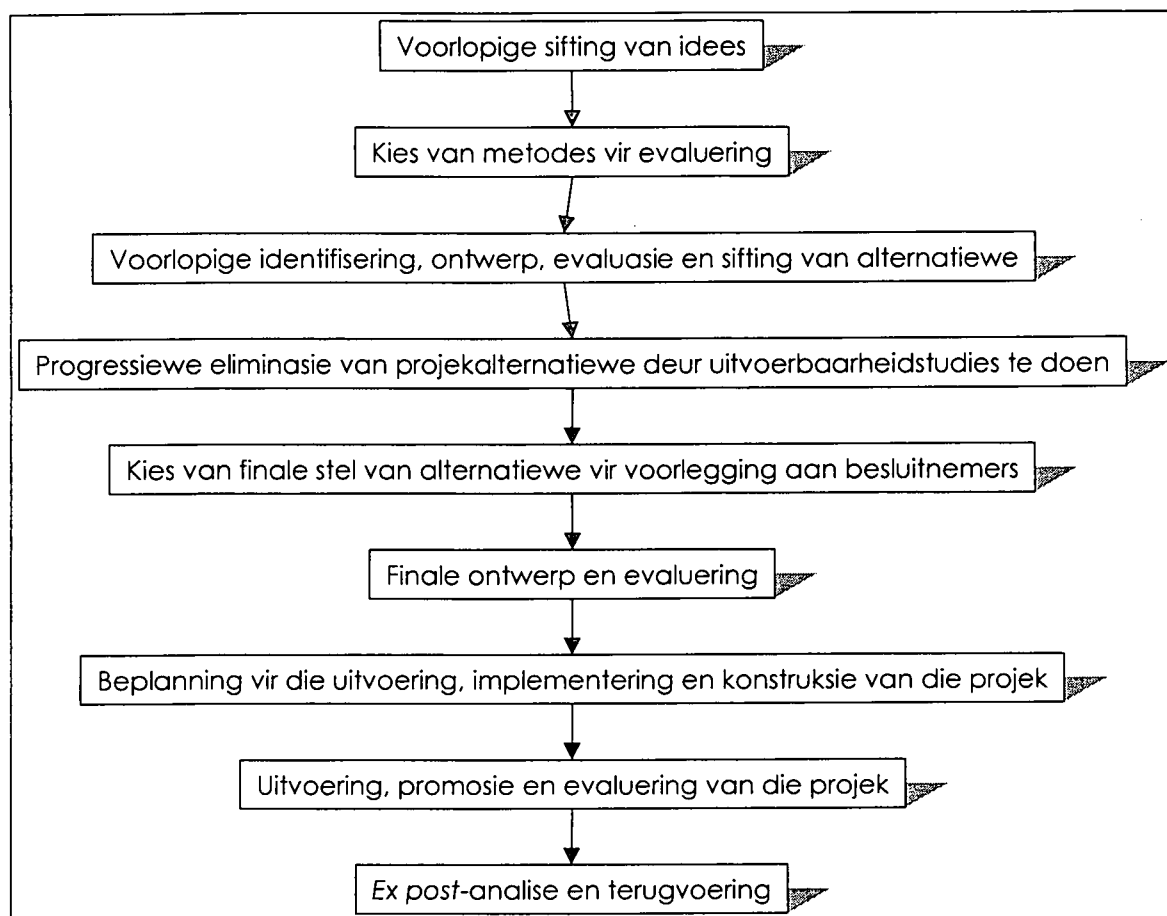 Voorlopige sifting van idees
Kies van metodes vir evaluering
Voorlopige identifisering, ontwerp, evaluasie en sifting van alternatiewe
Progressiewe eliminasie van projekalternatiewe deur uitvoerbaarheidstudies te doen
Kies van finale stel van alternatiewe vir voorlegging aan besluitnemers
Finale ontwerp en evaluering
Beplanning vir die uitvoering, implementering en konstruksie van die projek
Uitvoering, promosie en evaluering van die projek
Ex post-analise en terugvoering